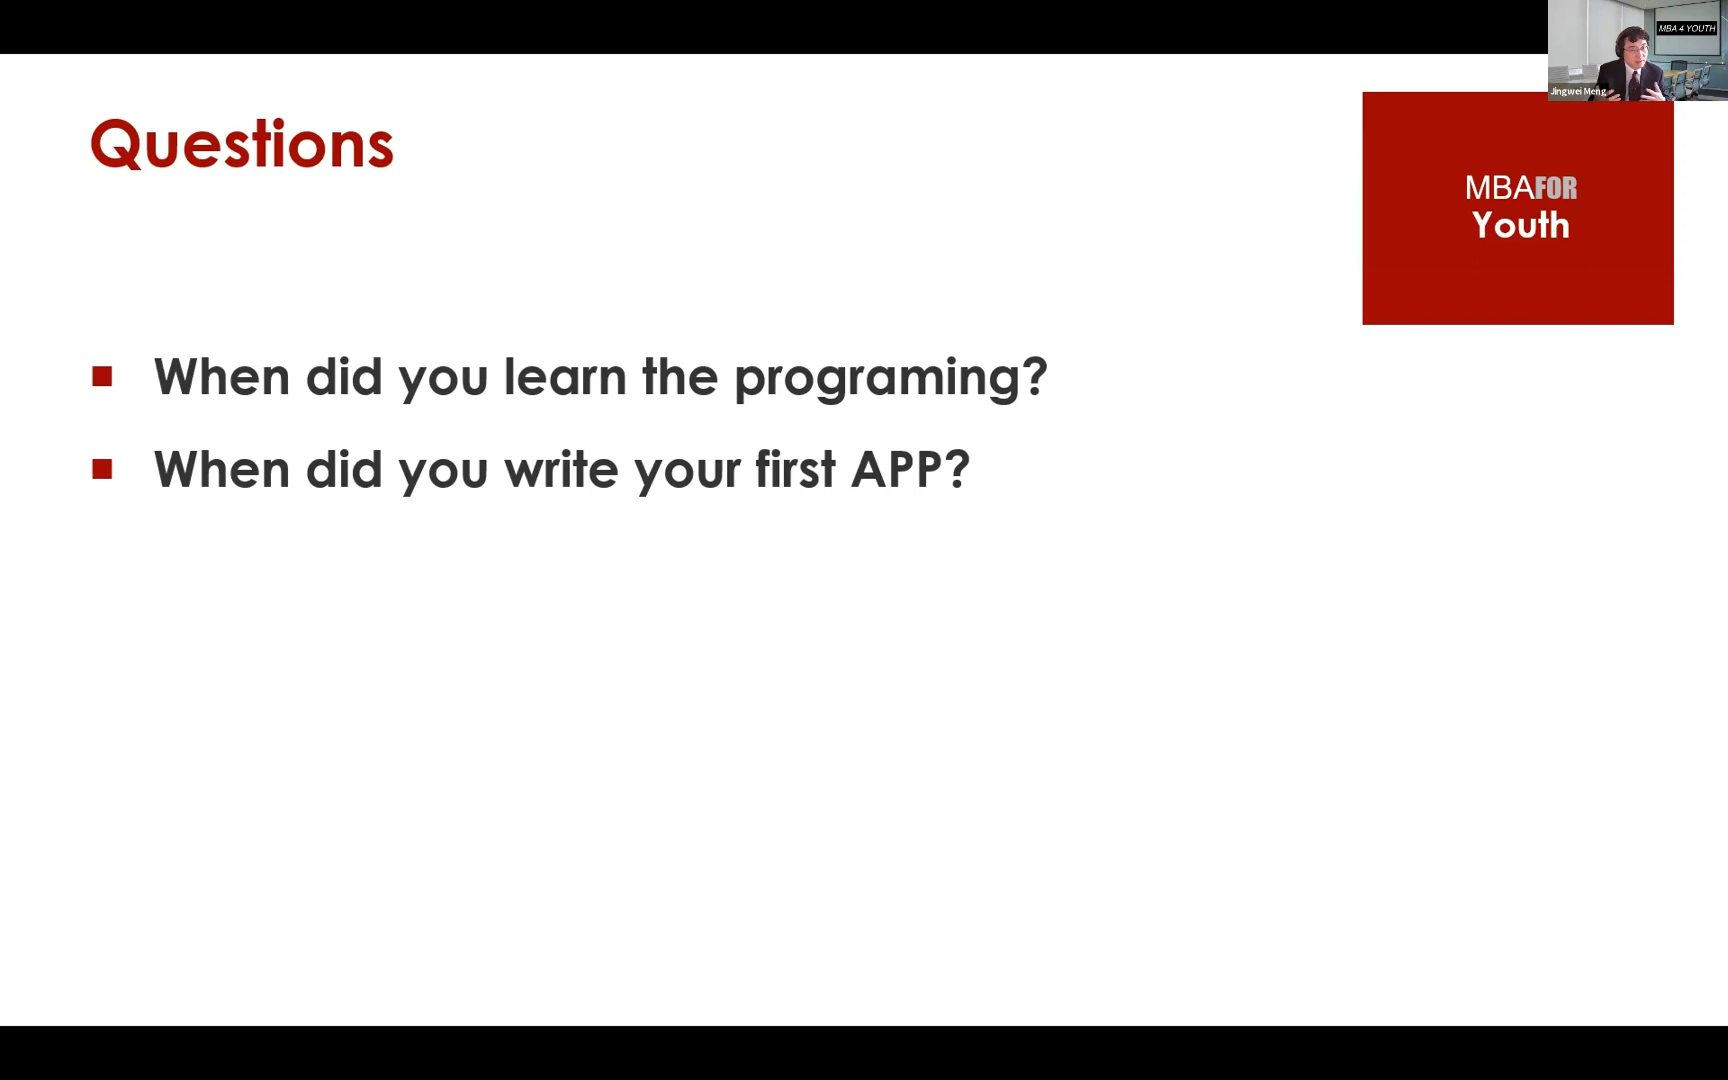 MBA 4 YOUTH
Jingwei Meng
Questions
MBAFOR
Youth
When did you learn the programing?
When did you write your first APP?